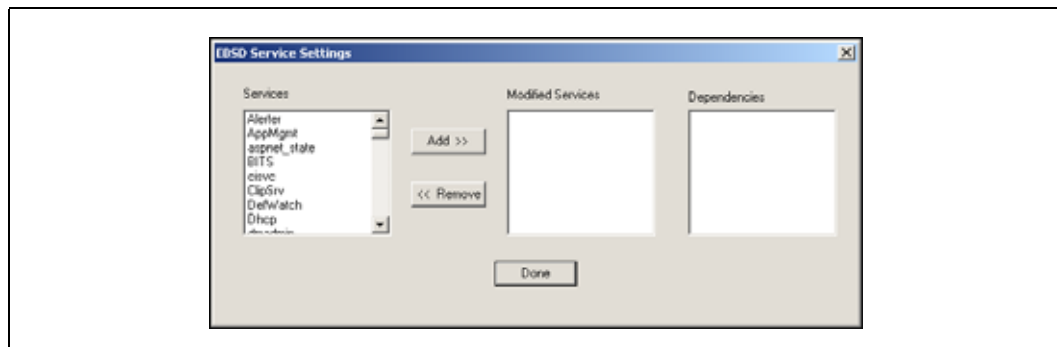 EBSD Service Settings
Services
Modified Services
Dependencies
Alerter
AppMgmt
aspnet_state
BITS
cisvc
ClipSrv
DefWatch
Dhcp
Add >>
<< Remove
Done